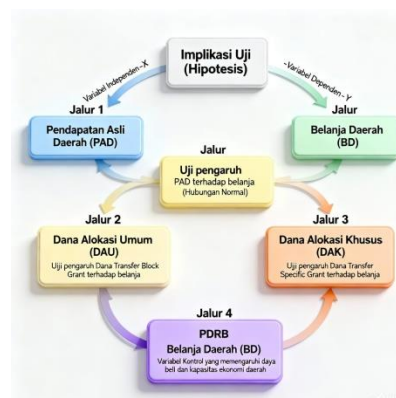 Implikasi Uji
(Hipotesis)
Variabel Independen - X
- Variabel Dependen - Y
Jalur 1
Pendapatan Asli
Daerah (PAD)
Jalur
Belanja Daerah
(BD)
Jalur
Uji pengaruh
PAD terhadap belanja
(Hubungan Normal)
Jalur 2
Dana Alokasi Umum
(DAU)
Uiji pengaruh Dana Transfer Block
Grant terhadap belanja
Jalur 3
Dana Alokasi Khusus
(DAK)
Uiji pengaruh Dana Transfer
Specific Grant terhadap belanja
Jalur 4
PDRB
Belanja Daerah (BD)
Variabel Kontrol yang memengaruhi daya
beli dan kapasitas ekonomi daerah